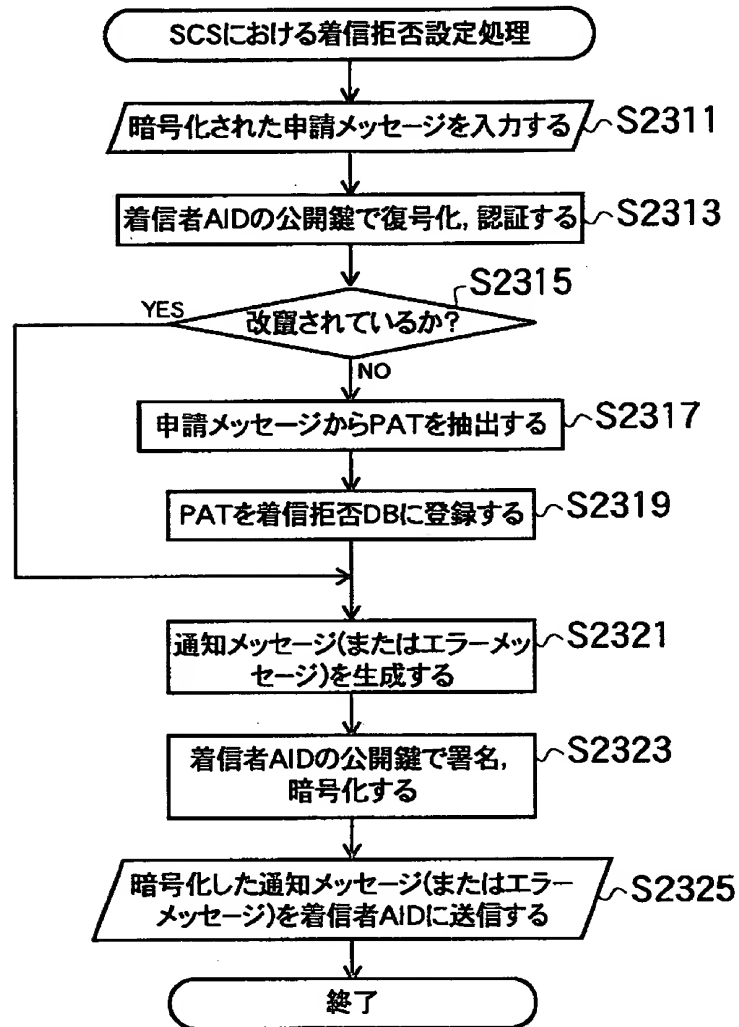 SCSにおける着信拒否設定処理
暗号化された申請メッセージを入力する
S2311
着信者AIDの公開鍵で復号化, 認証する
S2313
S2315
改竄されているか?
YES
NO
申請メッセージからPATを抽出する
S2317
PATを着信拒否DBに登録する
S2319
通知メッセージ(またはエラーメッ
セージ)を生成する
S2321
着信者AIDの公開鍵で署名,
暗号化する
S2323
暗号化した通知メッセージ(またはエラー
メッセージ)を着信者AIDに送信する
S2325
終了